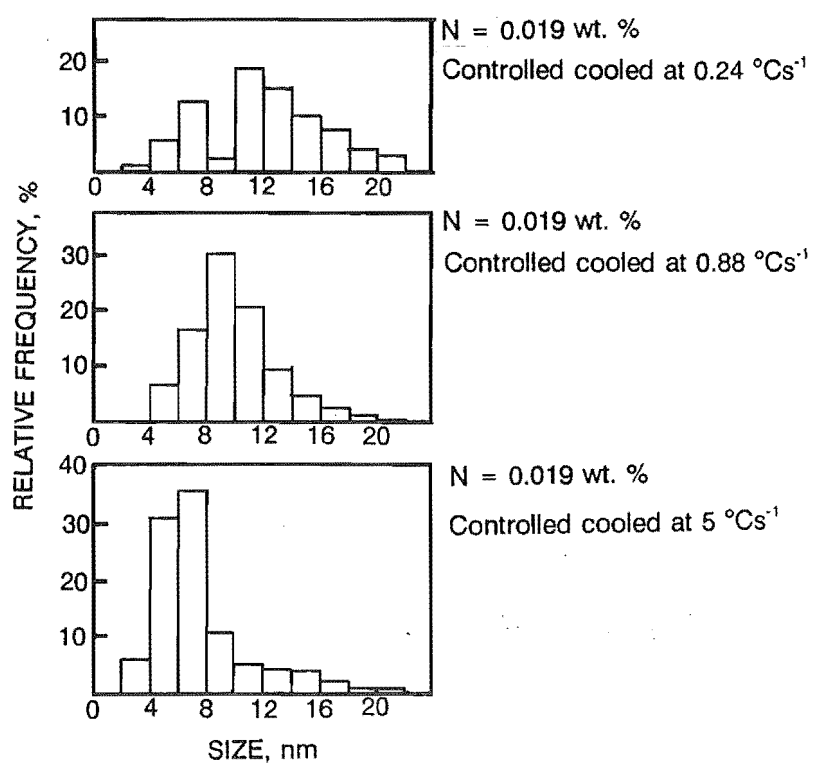 N = 0.019 wt. %
Controlled cooled at 0.24 °Cs⁻¹
20
10
0 4 8 12 16 20
N = 0.019 wt. %
Controlled cooled at 0.88 °Cs⁻¹
30
20
10
0 4 8 12 16 20
N = 0.019 wt. %
Controlled cooled at 5 °Cs⁻¹
40
30
20
10
0 4 8 12 16 20
RELATIVE FREQUENCY, %
SIZE, nm